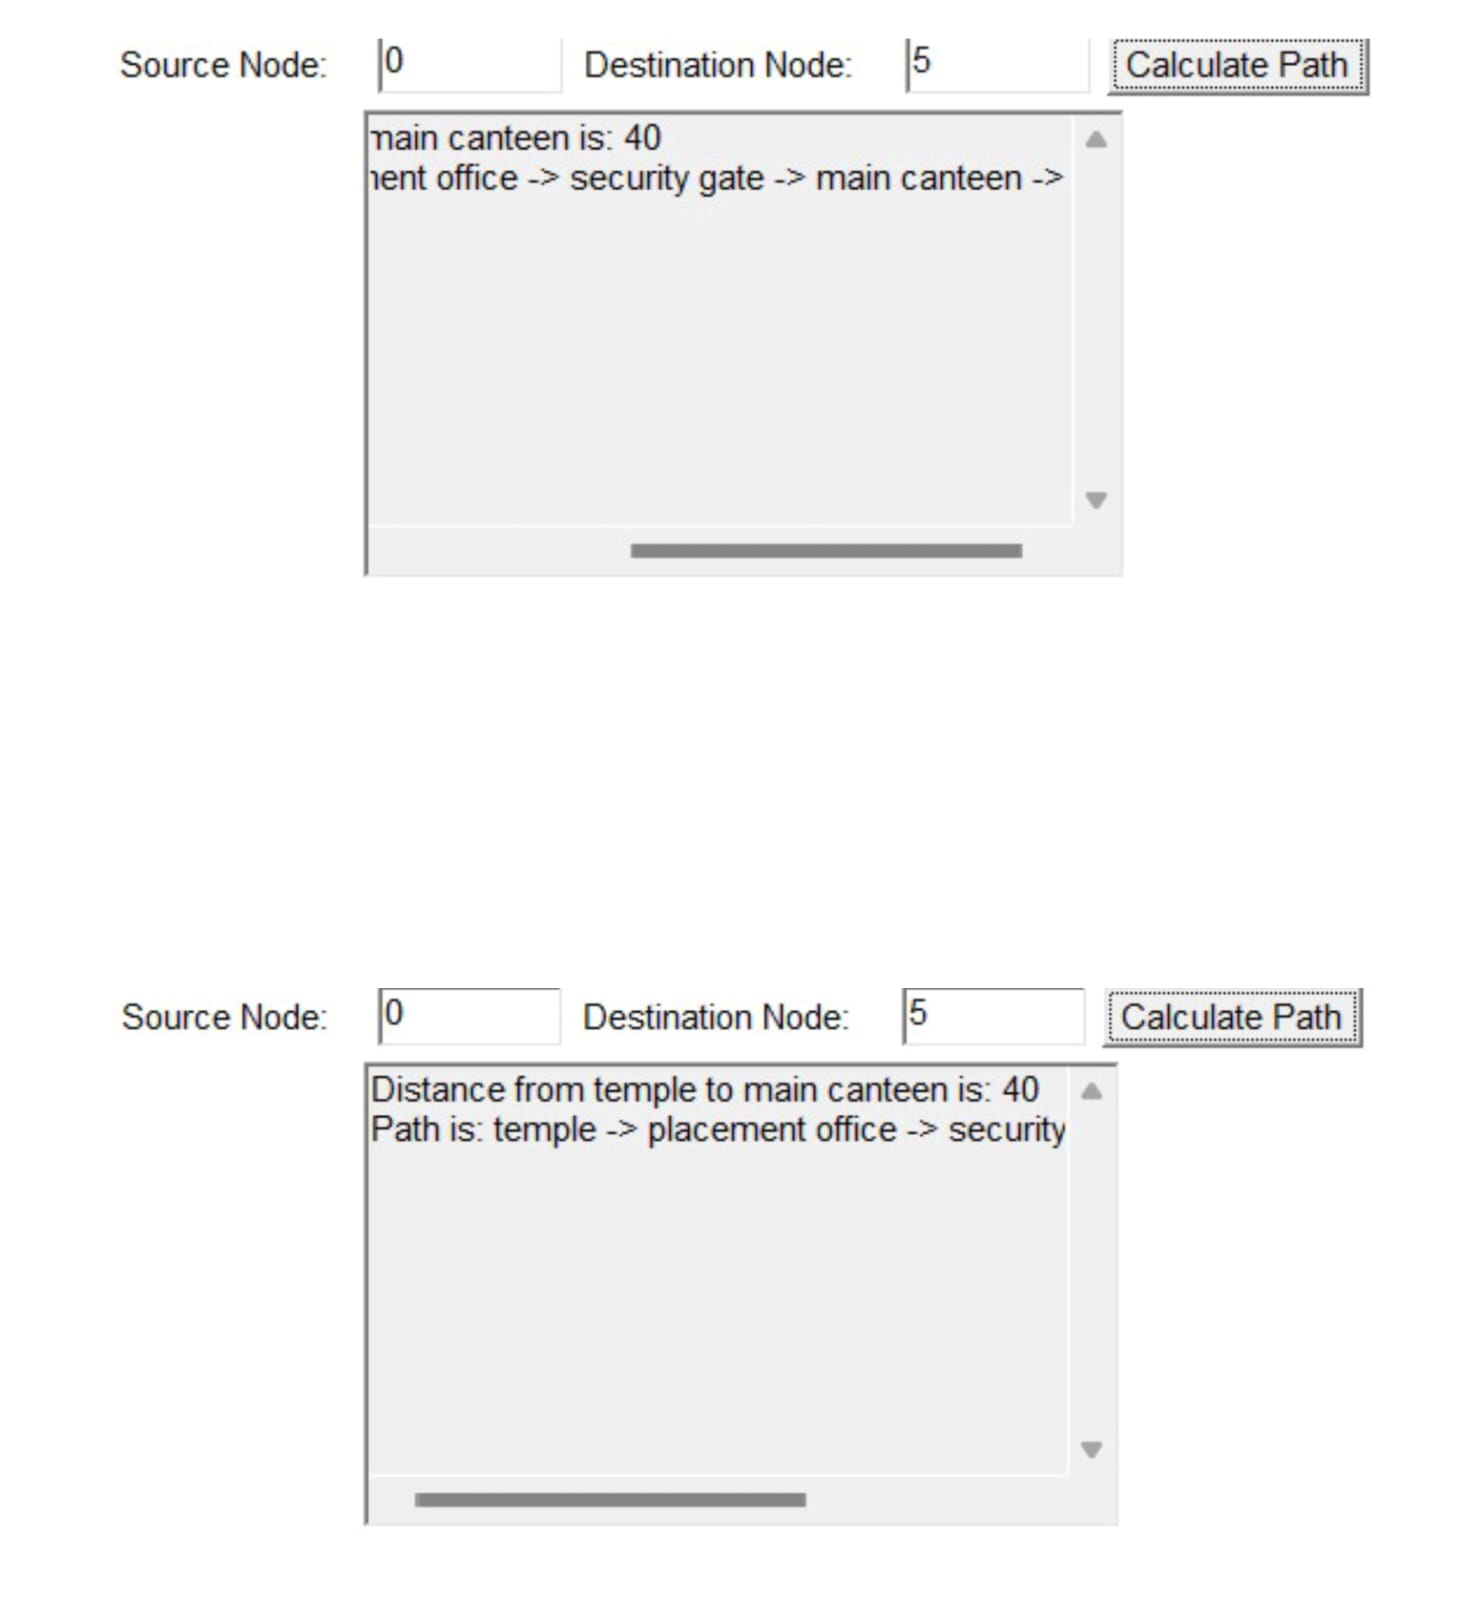 Source Node: 0 Destination Node: 5 Calculate Path
main canteen is: 40
office -> security gate -> main canteen ->
Source Node: 0 Destination Node: 5 Calculate Path
Distance from temple to main canteen is: 40
Path is: temple -> placement office -> security